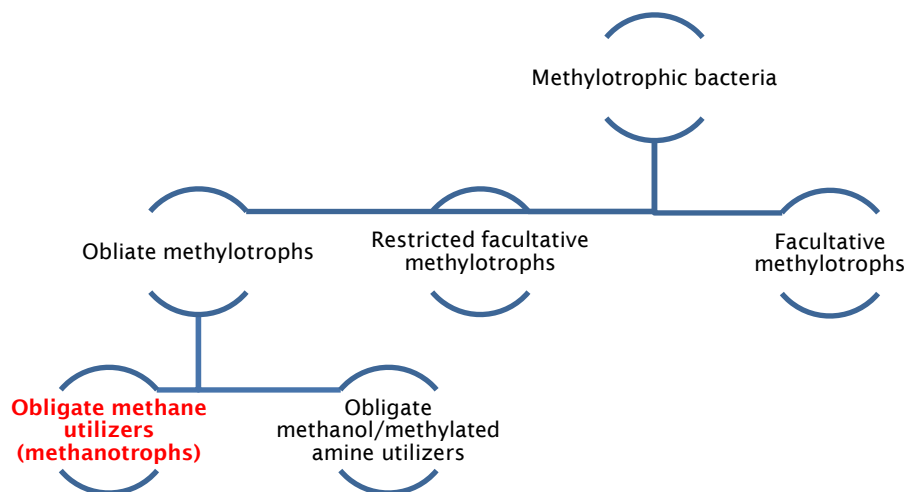 Methylotrophic bacteria
Obliate methylotrophs
Restricted facultative
methylotrophs
Facultative
methylotrophs
Obligate methane
utilizers
(methanotrophs)
Obligate
methanol/methylated
amine utilizers